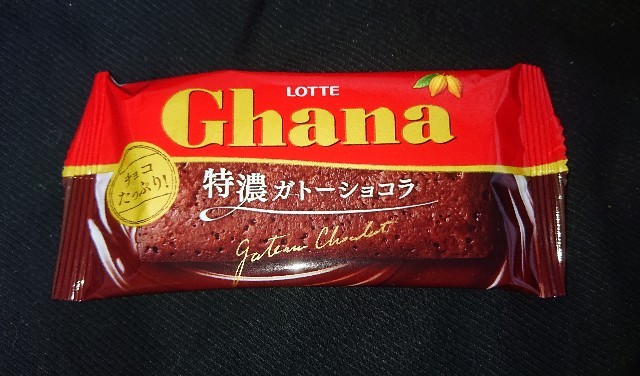 LOTTE
Ghana
チョコ
たっぷり!
特濃ガトーショコラ
gateau Chocolat